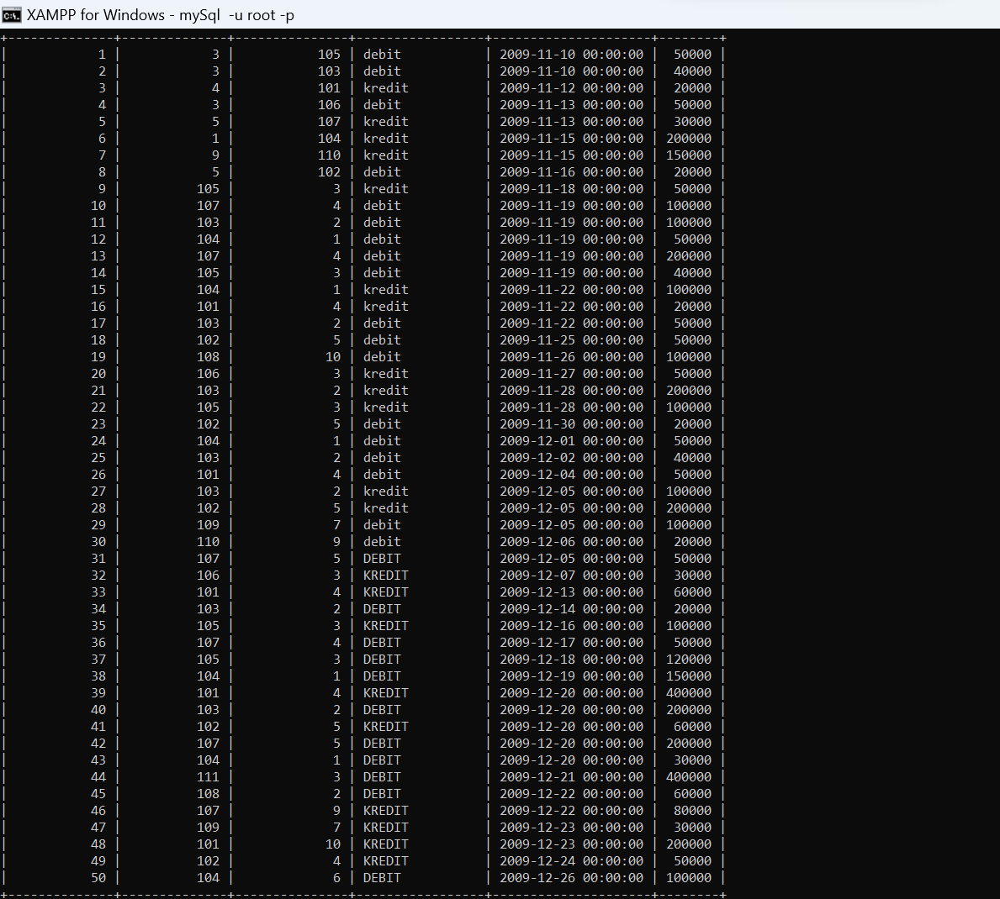 XAMPP for Windows - mySql -u root -p
+--------------+--------------+---------------+-----------------+---------------------+--------+
| 1 | 3 | 105 | debit | 2009-11-10 00:00:00 | 50000 |
| 2 | 3 | 103 | debit | 2009-11-10 00:00:00 | 40000 |
| 3 | 4 | 101 | kredit | 2009-11-12 00:00:00 | 20000 |
| 4 | 3 | 106 | debit | 2009-11-13 00:00:00 | 50000 |
| 5 | 5 | 107 | kredit | 2009-11-13 00:00:00 | 30000 |
| 6 | 1 | 104 | kredit | 2009-11-15 00:00:00 | 200000 |
| 7 | 9 | 110 | kredit | 2009-11-15 00:00:00 | 150000 |
| 8 | 5 | 102 | debit | 2009-11-16 00:00:00 | 20000 |
| 9 | 105 | 3 | kredit | 2009-11-18 00:00:00 | 50000 |
| 10 | 107 | 4 | debit | 2009-11-19 00:00:00 | 100000 |
| 11 | 103 | 2 | debit | 2009-11-19 00:00:00 | 100000 |
| 12 | 104 | 1 | debit | 2009-11-19 00:00:00 | 50000 |
| 13 | 107 | 4 | debit | 2009-11-19 00:00:00 | 200000 |
| 14 | 105 | 3 | debit | 2009-11-19 00:00:00 | 40000 |
| 15 | 104 | 1 | kredit | 2009-11-22 00:00:00 | 100000 |
| 16 | 101 | 4 | kredit | 2009-11-22 00:00:00 | 20000 |
| 17 | 103 | 2 | debit | 2009-11-22 00:00:00 | 50000 |
| 18 | 102 | 5 | debit | 2009-11-25 00:00:00 | 50000 |
| 19 | 108 | 10 | debit | 2009-11-26 00:00:00 | 100000 |
| 20 | 106 | 3 | kredit | 2009-11-27 00:00:00 | 50000 |
| 21 | 103 | 2 | kredit | 2009-11-28 00:00:00 | 200000 |
| 22 | 105 | 3 | kredit | 2009-11-28 00:00:00 | 100000 |
| 23 | 102 | 5 | debit | 2009-11-30 00:00:00 | 20000 |
| 24 | 104 | 1 | debit | 2009-12-01 00:00:00 | 50000 |
| 25 | 103 | 2 | debit | 2009-12-02 00:00:00 | 40000 |
| 26 | 101 | 4 | debit | 2009-12-04 00:00:00 | 50000 |
| 27 | 103 | 2 | kredit | 2009-12-05 00:00:00 | 100000 |
| 28 | 102 | 5 | kredit | 2009-12-05 00:00:00 | 200000 |
| 29 | 109 | 7 | debit | 2009-12-05 00:00:00 | 100000 |
| 30 | 110 | 9 | debit | 2009-12-06 00:00:00 | 20000 |
| 31 | 107 | 5 | DEBIT | 2009-12-05 00:00:00 | 50000 |
| 32 | 106 | 3 | KREDIT | 2009-12-07 00:00:00 | 30000 |
| 33 | 101 | 4 | KREDIT | 2009-12-13 00:00:00 | 60000 |
| 34 | 103 | 2 | DEBIT | 2009-12-14 00:00:00 | 20000 |
| 35 | 105 | 3 | KREDIT | 2009-12-16 00:00:00 | 100000 |
| 36 | 107 | 4 | DEBIT | 2009-12-17 00:00:00 | 50000 |
| 37 | 105 | 3 | DEBIT | 2009-12-18 00:00:00 | 120000 |
| 38 | 104 | 1 | DEBIT | 2009-12-19 00:00:00 | 150000 |
| 39 | 101 | 4 | KREDIT | 2009-12-20 00:00:00 | 400000 |
| 40 | 103 | 2 | DEBIT | 2009-12-20 00:00:00 | 200000 |
| 41 | 102 | 5 | KREDIT | 2009-12-20 00:00:00 | 60000 |
| 42 | 107 | 5 | DEBIT | 2009-12-20 00:00:00 | 200000 |
| 43 | 104 | 1 | DEBIT | 2009-12-20 00:00:00 | 30000 |
| 44 | 111 | 3 | DEBIT | 2009-12-21 00:00:00 | 400000 |
| 45 | 108 | 2 | DEBIT | 2009-12-22 00:00:00 | 60000 |
| 46 | 107 | 9 | KREDIT | 2009-12-22 00:00:00 | 80000 |
| 47 | 109 | 7 | KREDIT | 2009-12-23 00:00:00 | 30000 |
| 48 | 101 | 10 | KREDIT | 2009-12-23 00:00:00 | 200000 |
| 49 | 102 | 4 | KREDIT | 2009-12-24 00:00:00 | 50000 |
| 50 | 104 | 6 | DEBIT | 2009-12-26 00:00:00 | 100000 |
+--------------+--------------+---------------+-----------------+---------------------+--------+